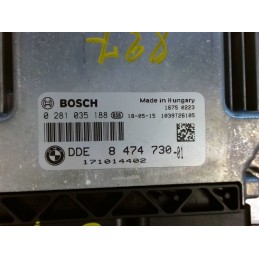 BOSCH
Made in Hungary
1675 0223
0 281 035 188
18-05-15 1039T26105
DDE 8 474 730-01
171014402